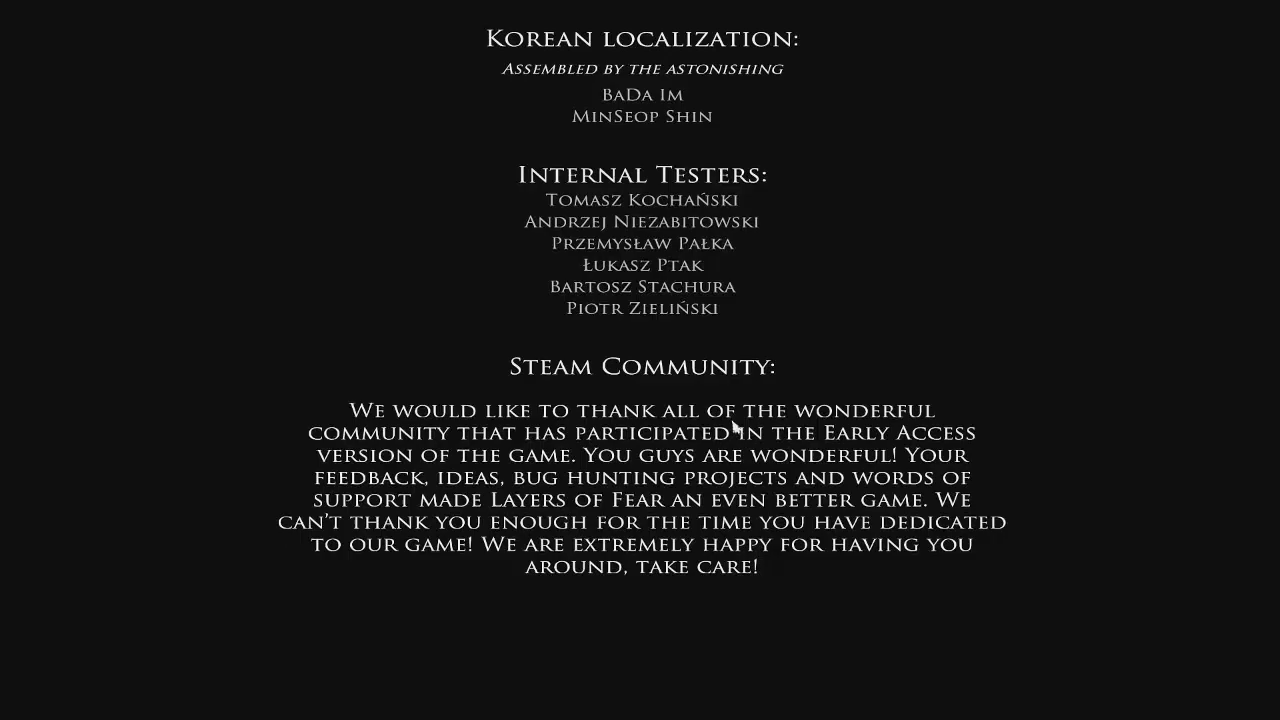 Korean localization:
Assembled by the astonishing
BaDa im
MinSeop Shin
Internal Testers:
Tomasz Kochański
Andrzej Niezabitowski
Przemysław Pałka
Łukasz Ptak
Bartosz Stachura
Piotr Zieliński
Steam Community:
We would like to thank all of the wonderful
community that has participated in the Early Access
version of the game. You guys are wonderful! Your
feedback, ideas, bug hunting projects and words of
support made Layers of Fear an even better game. We
can't thank you enough for the time you have dedicated
to our game! We are extremely happy for having you
around, take care!